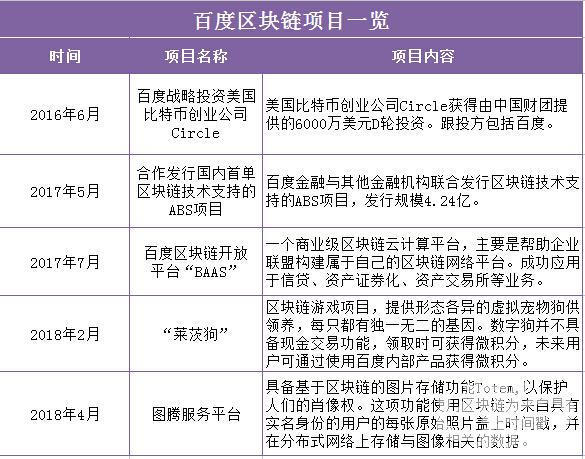 百度区块链项目一览
时间 项目名称 项目内容
2016年6月
百度战略投资美国
比特币创业公司
Circle
美国比特币创业公司Circle获得由中国财团提
供的6000万美元D轮投资。跟投方包括百度。
2017年5月
合作发行国内首单
区块链技术支持的
ABS项目
百度金融与其他金融机构联合发行区块链技术支
持的ABS项目，发行规模4.24亿。
2017年7月
百度区块链开放
平台“BAAS”
一个商业级区块链云计算平台，主要是帮助企业
联盟构建属于自己的区块链网络平台。成功应用
于信贷、资产证券化、资产交易所等业务。
2018年2月
“莱茨狗”
区块链游戏项目，提供形态各异的虚拟宠物狗供
领养，每只都有独一无二的基因。数字狗并不具
备现金交易功能，领取时可获得微积分，未来用
户可通过使用百度内部产品获得微积分。
2018年4月
图腾服务平台
具备基于区块链的图片存储功能Totem,以保护
人们的肖像权。这项功能使用区块链为来自具有
实名身份的用户的每张原始照片盖上时间戳，并
在分布式网络上存储与图像相关的数据。